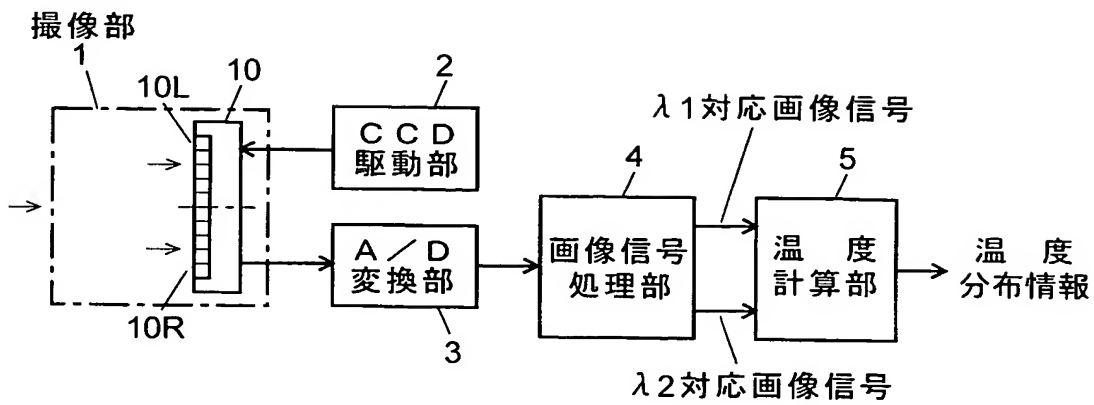 撮像部
1
10L
10
10R
2
CCD
駆動部
A/D
変換部
3
4
画像信号
処理部
λ1対応画像信号
λ2対応画像信号
5
温度
計算部
温度
分布情報